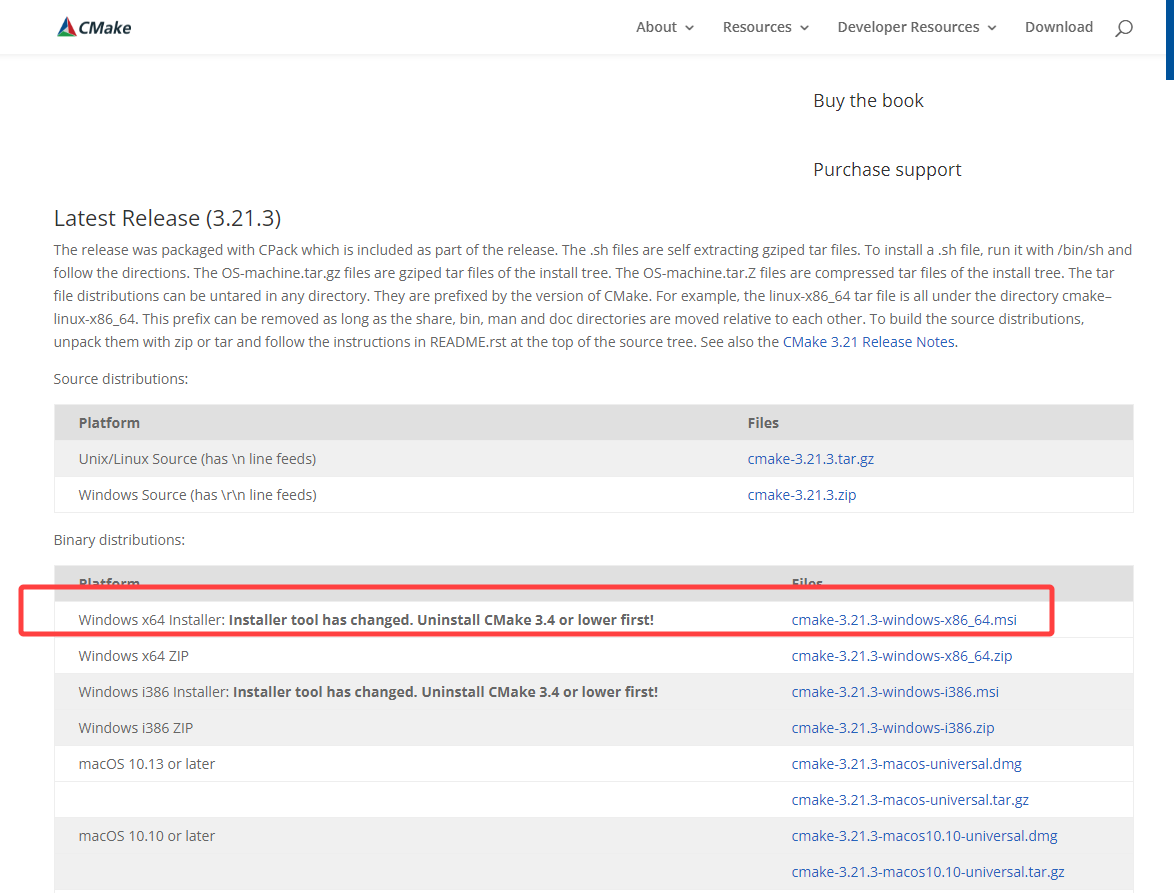 CMake
About Resources Developer Resources Download
Buy the book
Purchase support
Latest Release (3.21.3)
The release was packaged with CPack which is included as part of the release. The .sh files are self extracting gziped tar files. To install a .sh file, run it with /bin/sh and
follow the directions. The OS-machine.tar.gz files are gziped tar files of the install tree. The OS-machine.tar.Z files are compressed tar files of the install tree. The tar
file distributions can be untared in any directory. They are prefixed by the version of CMake. For example, the linux-x86_64 tar file is all under the directory cmake–
linux-x86_64. This prefix can be removed as long as the share, bin, man and doc directories are moved relative to each other. To build the source distributions,
unpack them with zip or tar and follow the instructions in README.rst at the top of the source tree. See also the CMake 3.21 Release Notes.
Source distributions:
Platform Files
Unix/Linux Source (has \n line feeds) cmake-3.21.3.tar.gz
Windows Source (has \r\n line feeds) cmake-3.21.3.zip
Binary distributions:
Platform Files
Windows x64 Installer: Installer tool has changed. Uninstall CMake 3.4 or lower first! cmake-3.21.3-windows-x86_64.msi
Windows x64 ZIP cmake-3.21.3-windows-x86_64.zip
Windows i386 Installer: Installer tool has changed. Uninstall CMake 3.4 or lower first! cmake-3.21.3-windows-i386.msi
Windows i386 ZIP cmake-3.21.3-windows-i386.zip
macOS 10.13 or later cmake-3.21.3-macos-universal.dmg
cmake-3.21.3-macos-universal.tar.gz
macOS 10.10 or later cmake-3.21.3-macos10.10-universal.dmg
cmake-3.21.3-macos10.10-universal.tar.gz